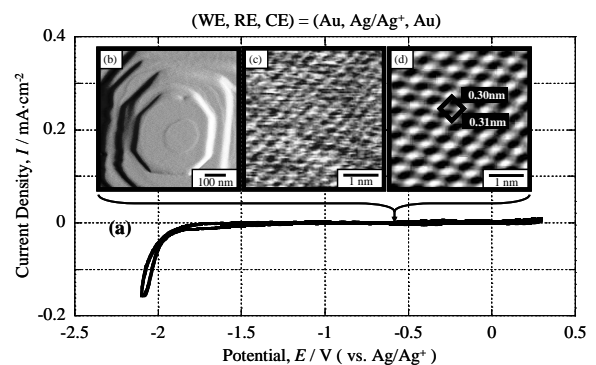 (WE, RE, CE) = (Au, Ag/Ag⁺, Au)
0.4
0.2
0
-0.2
Current Density, I / mA·cm⁻²
(b)
100 nm
(c)
1 nm
(d)
0.30nm
0.31nm
1 nm
(a)
-2.5 -2 -1.5 -1 -0.5 0 0.5
Potential, E / V ( vs. Ag/Ag⁺)